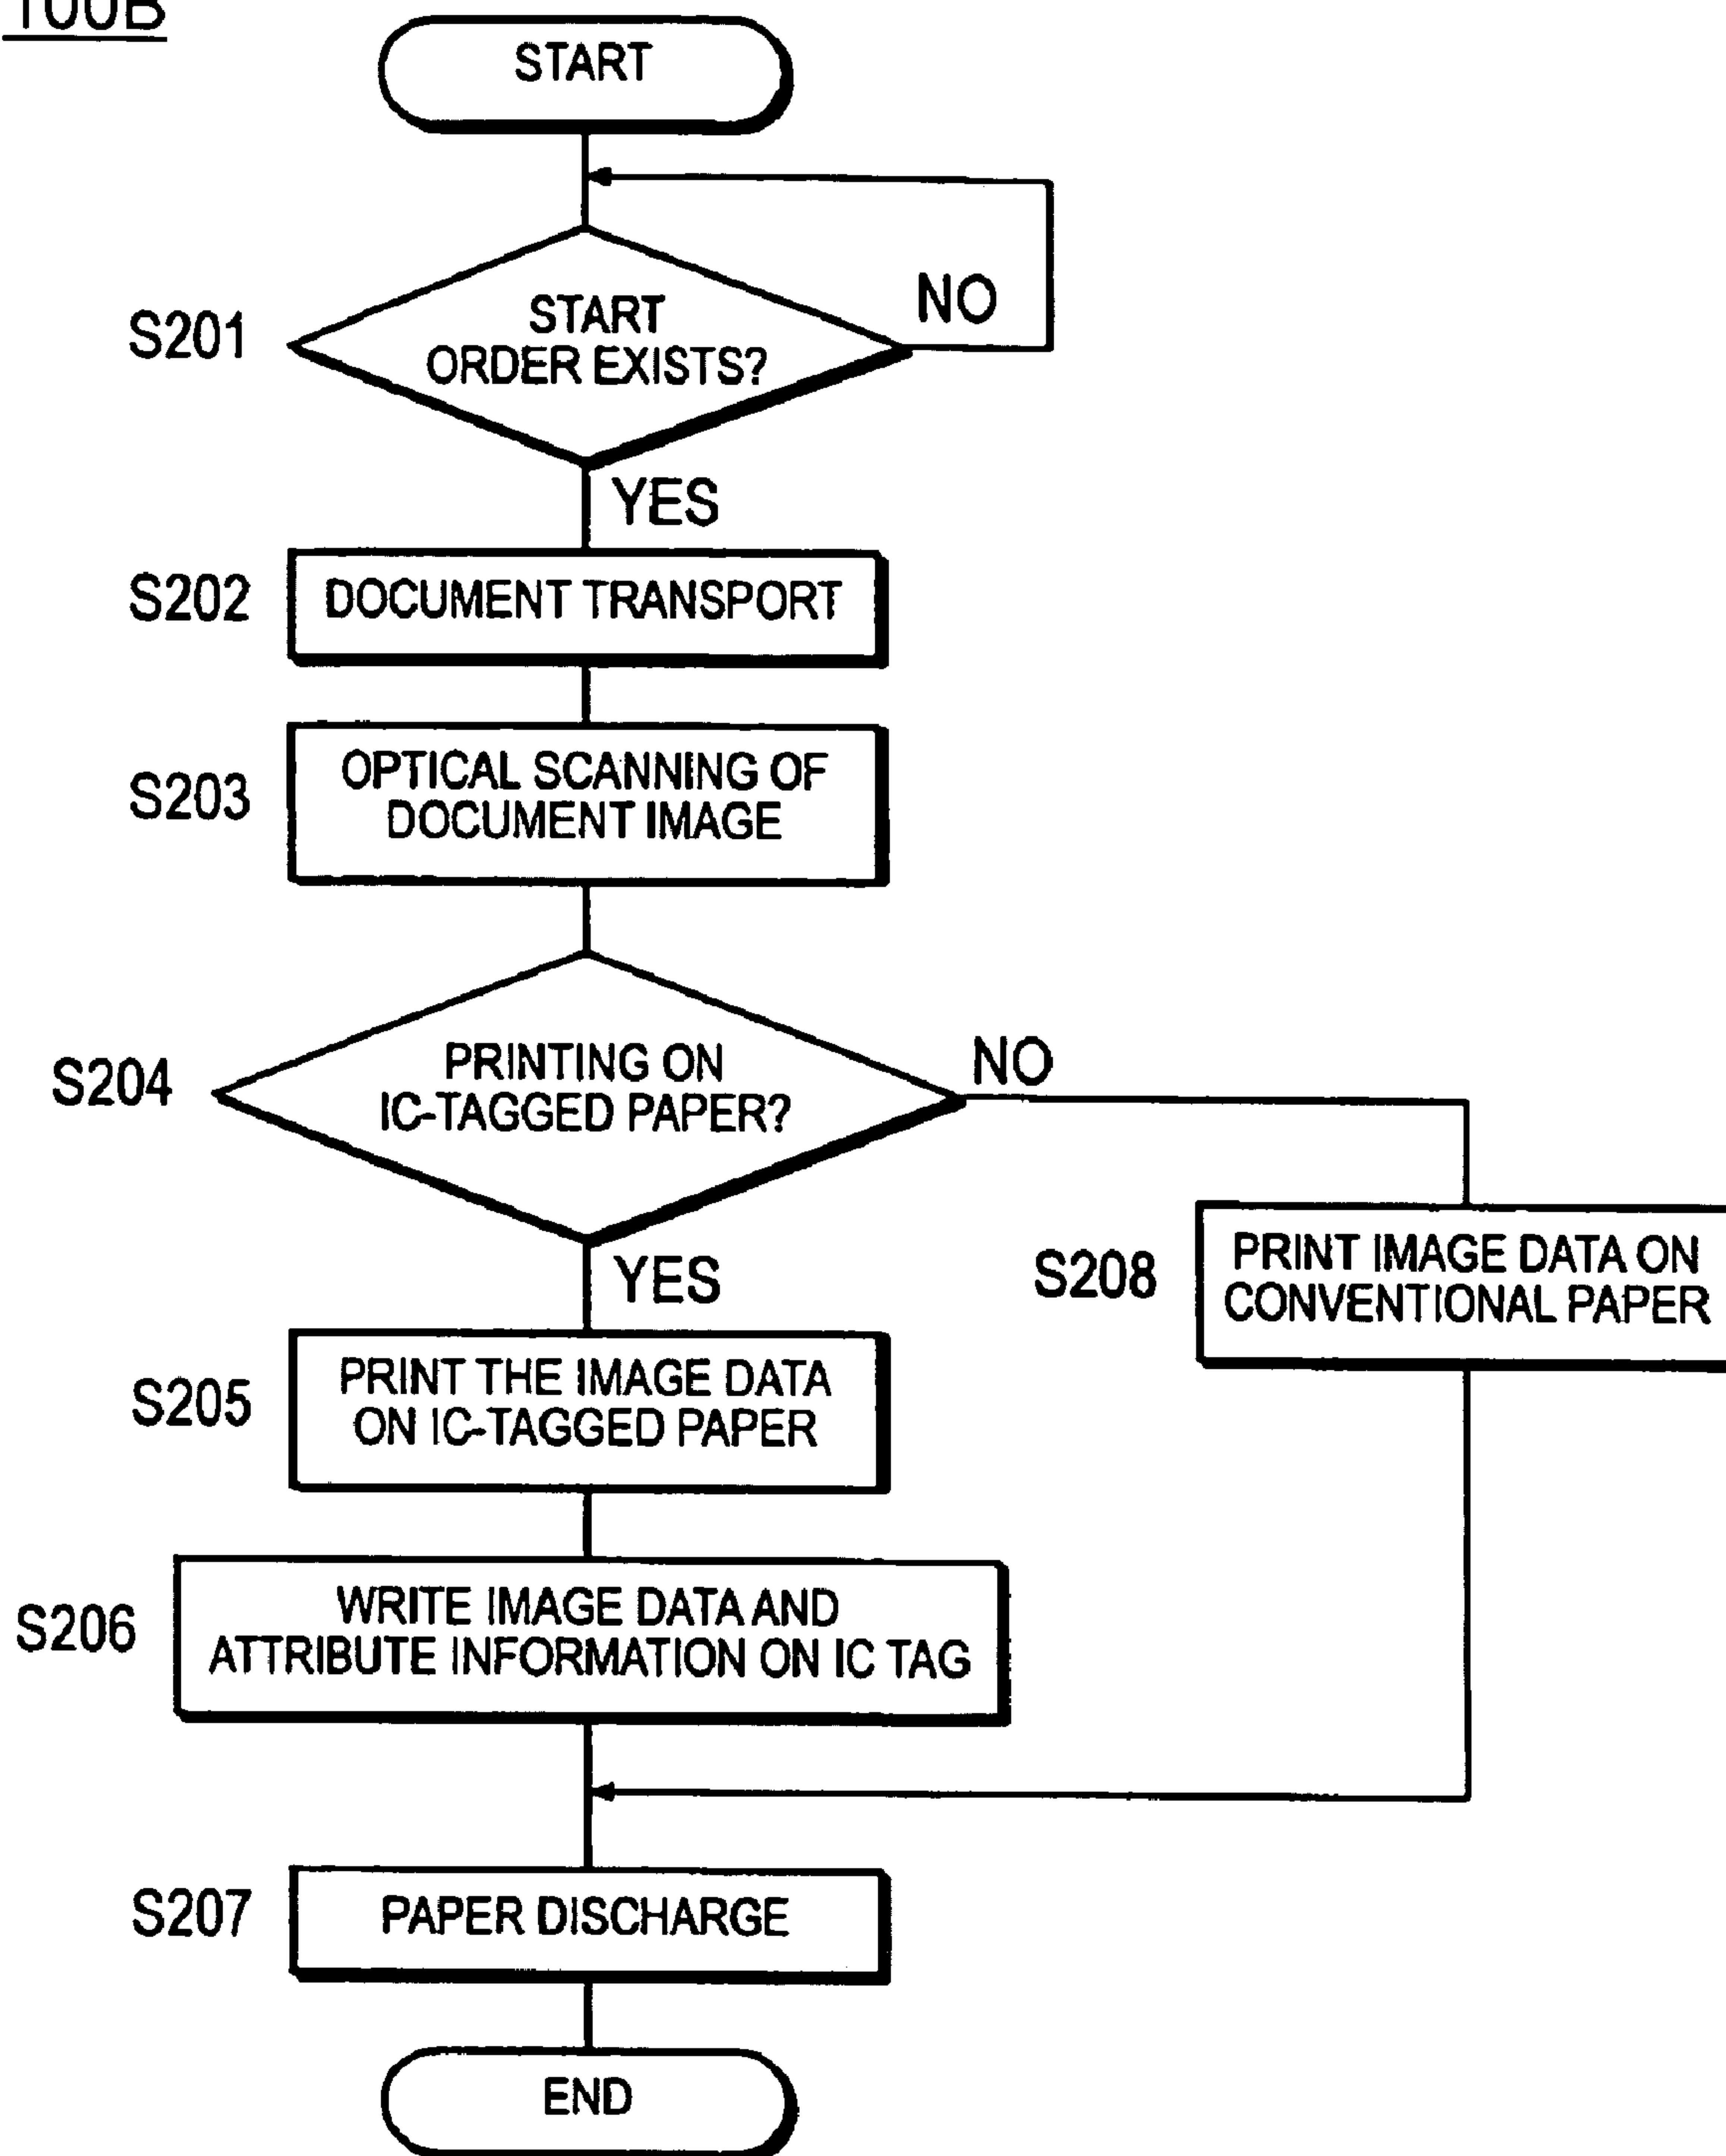 100B
START
START
ORDER EXISTS?
NO
S201
YES
S202
DOCUMENT TRANSPORT
S203
OPTICAL SCANNING OF
DOCUMENT IMAGE
S204
PRINTING ON
IC-TAGGED PAPER?
NO
YES
S208
PRINT IMAGE DATA ON
CONVENTIONAL PAPER
S205
PRINT THE IMAGE DATA
ON IC-TAGGED PAPER
S206
WRITE IMAGE DATA AND
ATTRIBUTE INFORMATION ON IC TAG
S207
PAPER DISCHARGE
END